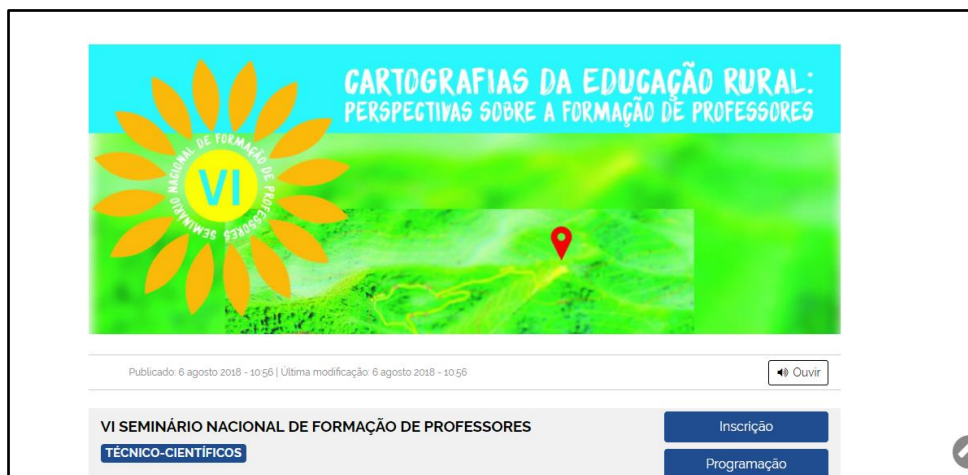 CARTOGRAFIAS DA EDUCAÇÃO RURAL:
PERSPECTIVAS SOBRE A FORMAÇÃO DE PROFESSORES
SEMINÁRIO NACIONAL DE FORMAÇÃO DE PROFESSORES
VI
Publicado: 6 agosto 2018 - 10:56 | Última modificação: 6 agosto 2018 - 10:56
Ouvir
VI SEMINÁRIO NACIONAL DE FORMAÇÃO DE PROFESSORES
Inscrição
TÉCNICO-CIENTÍFICOS
Programação